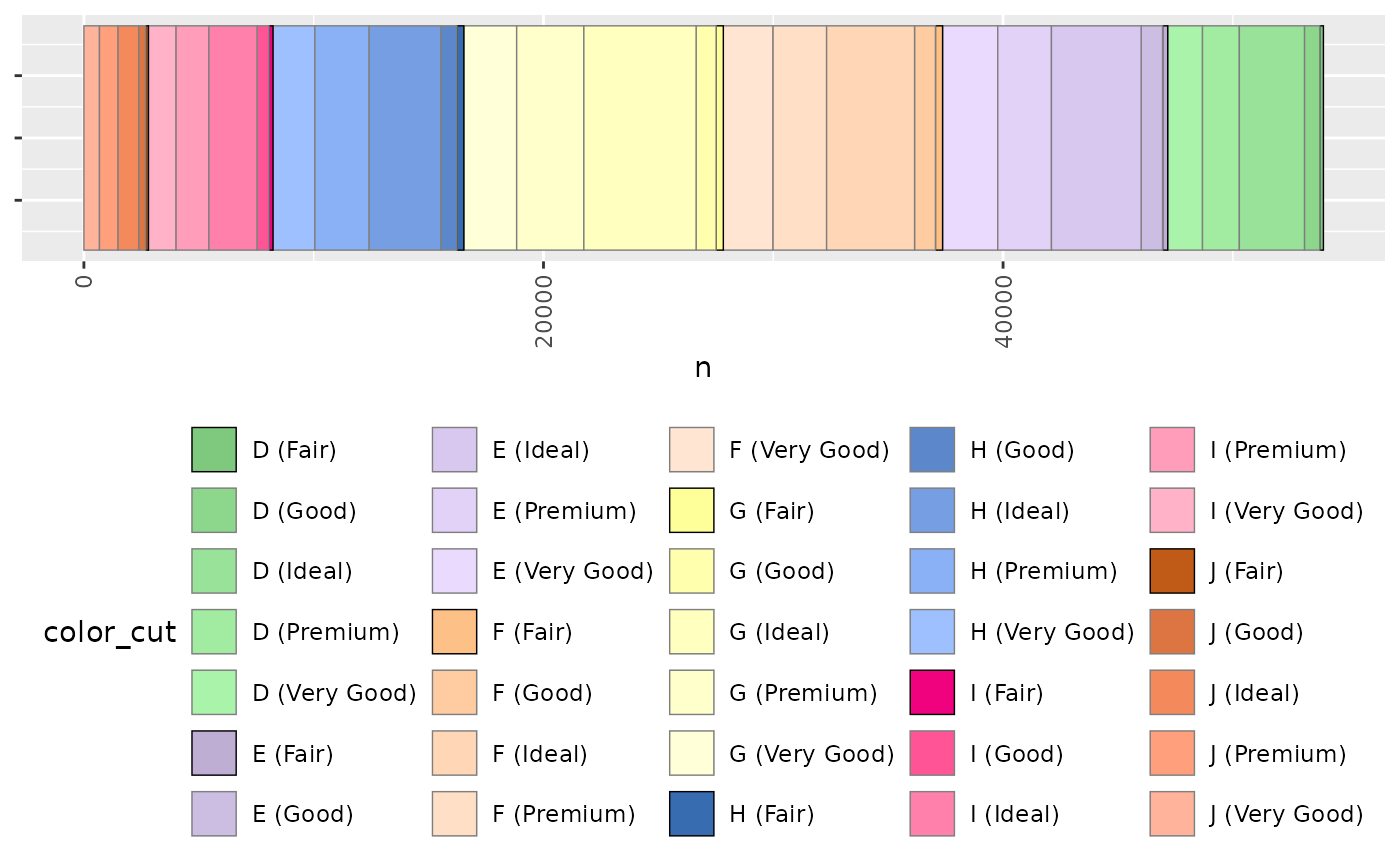 0
20000
40000
n
color_cut
D (Fair)
D (Good)
D (Ideal)
D (Premium)
D (Very Good)
E (Fair)
E (Good)
E (Ideal)
E (Premium)
E (Very Good)
F (Fair)
F (Good)
F (Ideal)
F (Premium)
F (Very Good)
G (Fair)
G (Good)
G (Ideal)
G (Premium)
G (Very Good)
H (Fair)
H (Good)
H (Ideal)
H (Premium)
H (Very Good)
I (Fair)
I (Good)
I (Ideal)
I (Premium)
I (Very Good)
J (Fair)
J (Good)
J (Ideal)
J (Premium)
J (Very Good)